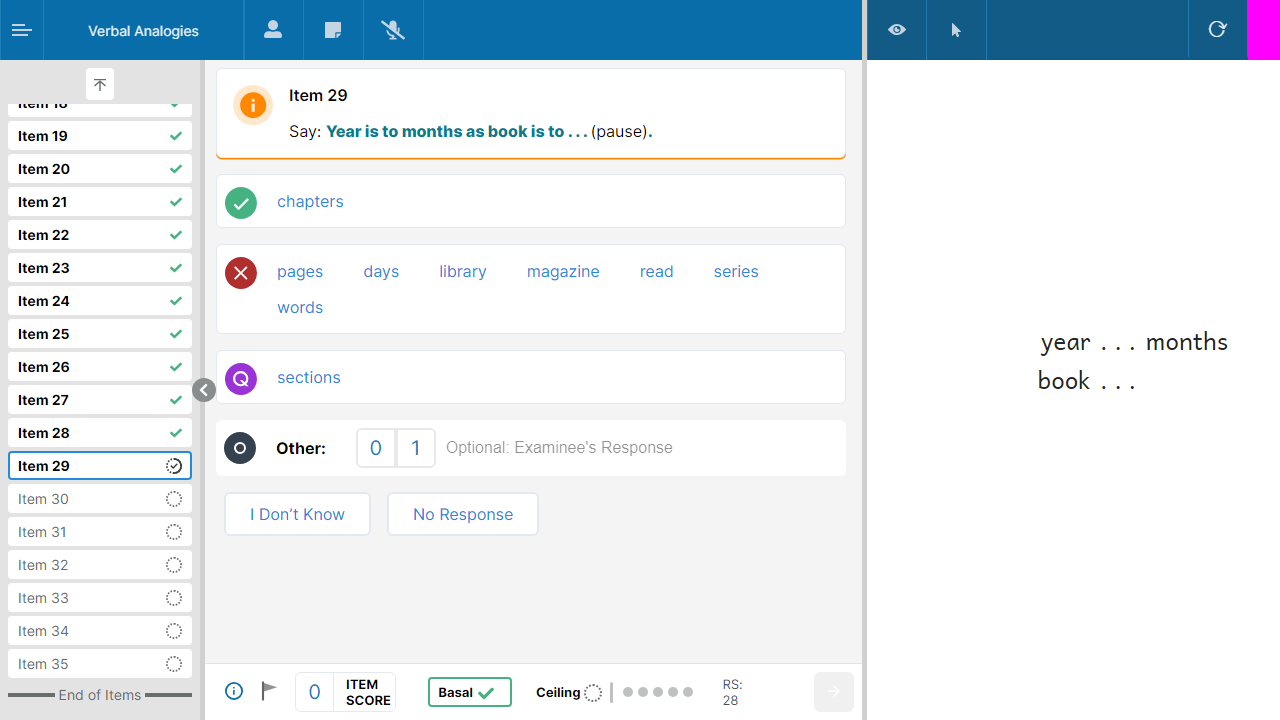 Verbal Analogies
Item 18
Item 19
Item 20
Item 21
Item 22
Item 23
Item 24
Item 25
Item 26
Item 27
Item 28
Item 29
Item 30
Item 31
Item 32
Item 33
Item 34
Item 35
End of Items
Item 29
Say: Year is to months as book is to . . . (pause).
chapters
pages days library magazine read series
words
Q sections
Other: 0 1 Optional: Examinee's Response
I Don’t Know No Response
0 ITEM SCORE
Basal
Ceiling
RS:
28
year . . . months
book . . .